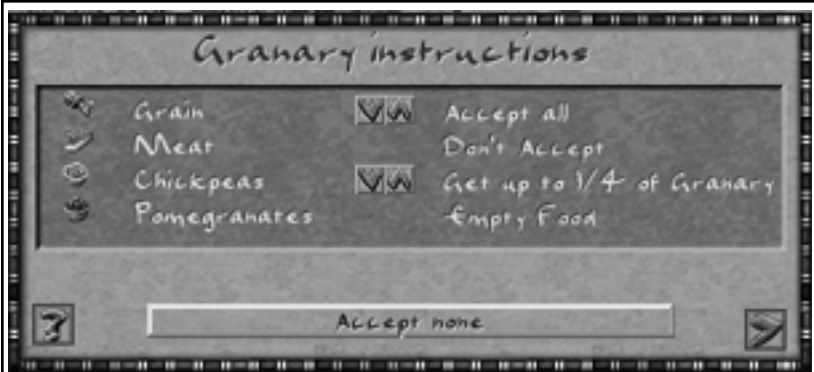 Granary instructions
Grain Accept all
Meat Don't Accept
Chickpeas Get up to 1/4 of Granary
Pomegranates Empty Food
?
Accept none